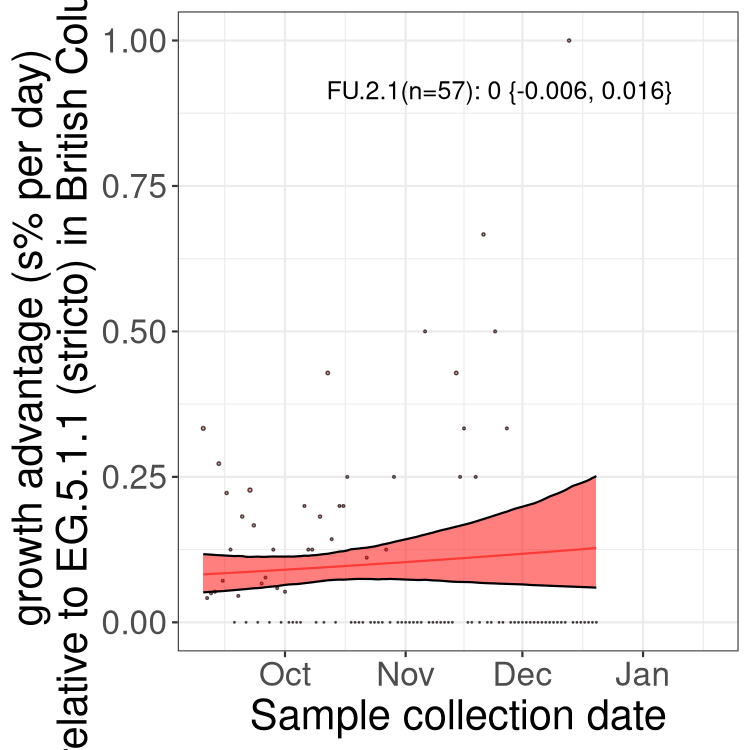 growth advantage (s% per day)
relative to EG.5.1.1 (stricto) in British
1.00
0.75
0.50
0.25
0.00
FU.2.1(n=57): 0 {-0.006, 0.016}
Oct Nov Dec Jan
Sample collection date